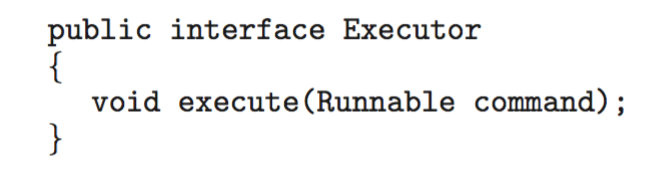 public interface Executor
{
void execute(Runnable command);
}